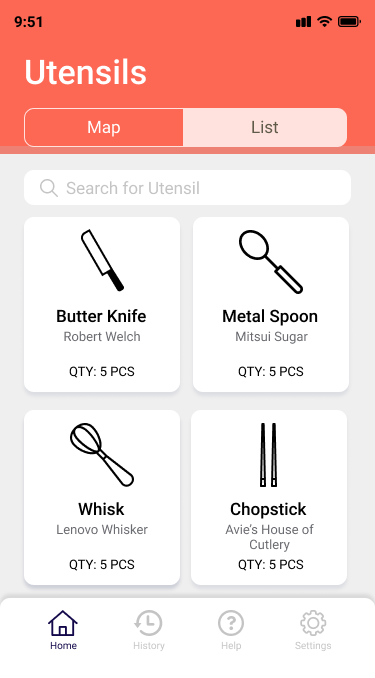 9:51
Utensils
Map
List
Search for Utensil
Butter Knife
Robert Welch
QTY: 5 PCS
Metal Spoon
Mitsui Sugar
QTY: 5 PCS
Whisk
Lenovo Whisker
QTY: 5 PCS
Chopstick
Avie's House of
Cutlery
QTY: 5 PCS
Home
History
Help
Settings